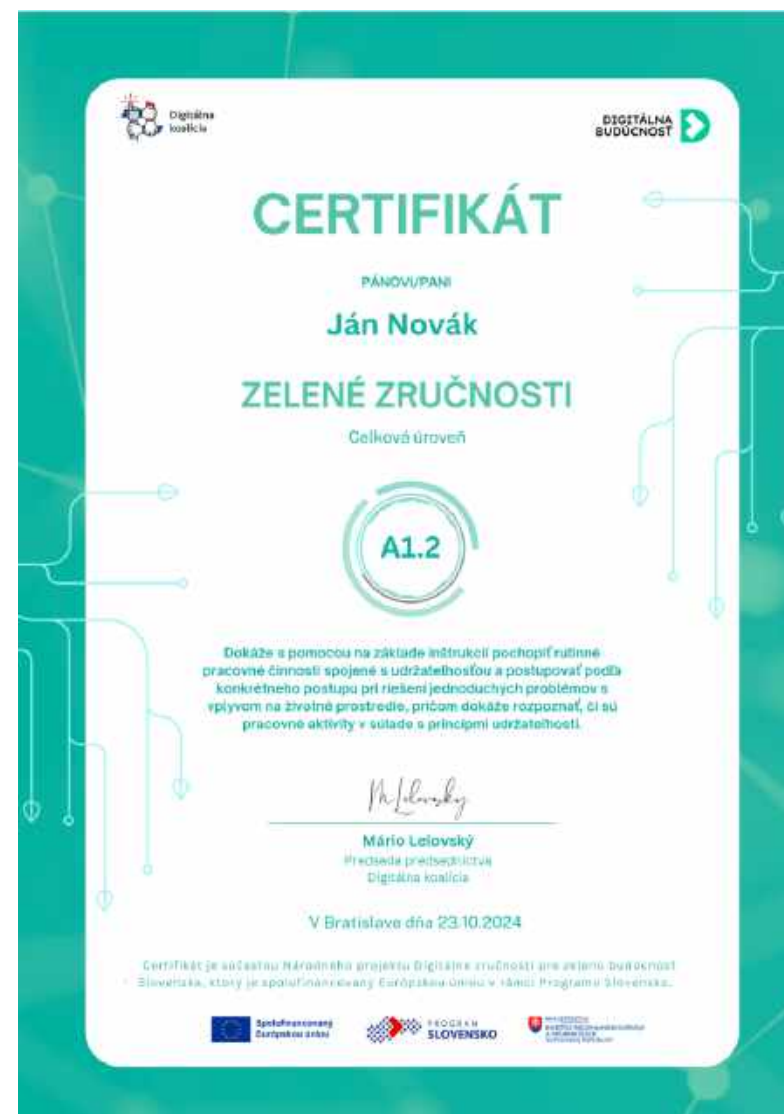 Digitálna
koalícia
DIGITÁLNA
BUDÚCNOSŤ
CERTIFIKÁT
PÁNOVI/PANI
Ján Novák
ZELENÉ ZRUČNOSTI
Celková úroveň
A1.2
Dokáže s pomocou na základe inštrukcií pochopiť rutinné
pracovné činnosti spojené s udržateľnosťou a postupovať podľa
konkrétneho postupu pri riešení jednoduchých problémov s
vplyvom na životné prostredie, pričom dokáže rozpoznať, či sú
pracovné aktivity v súlade s princípmi udržateľnosti.
MLelovsky
Mário Lelovský
Predseda predsedníctva
Digitálna koalícia
V Bratislave dňa 23.10.2024
Certifikát je súčasťou Národného projektu Digitálne zručnosti pre zelenú budúcnosť
Slovenska, ktorý je spolufinancovaný Európskou úniou v rámci Programu Slovensko.
Spolufinancovaný
Európskou úniou
PROGRAM
SLOVENSKO